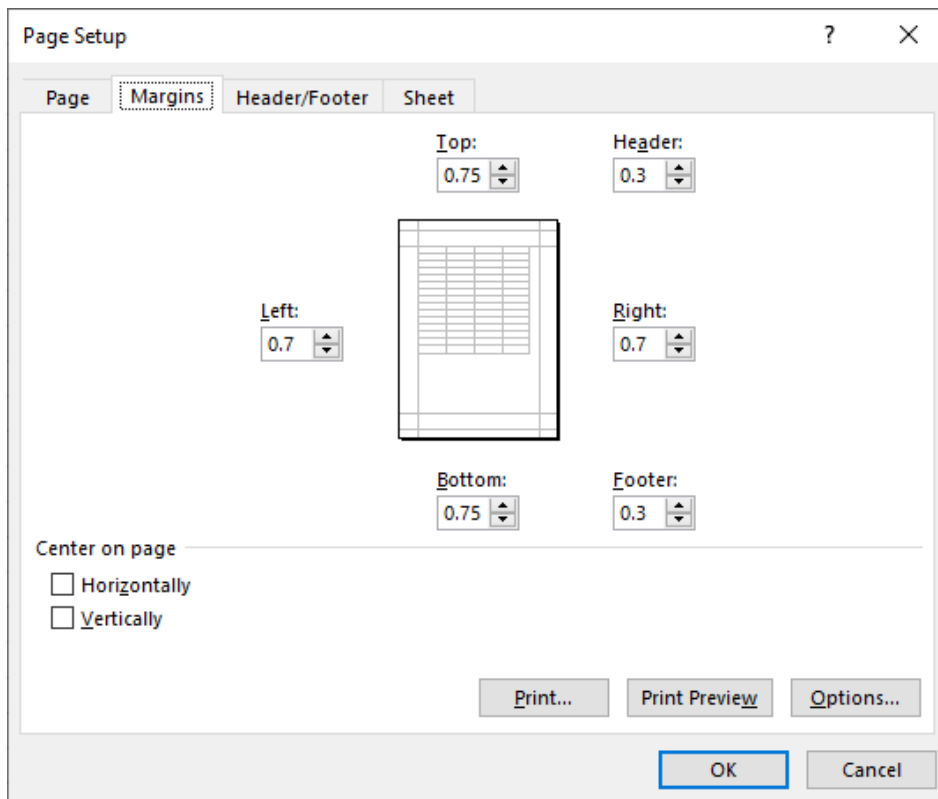 Page Setup ?
Page Margins Header/Footer Sheet
Top: Header:
0.75 0.3
Left: Right:
0.7 0.7
Bottom: Footer:
0.75 0.3
Center on page
Horizontally
Vertically
Print... Print Preview Options...
OK Cancel